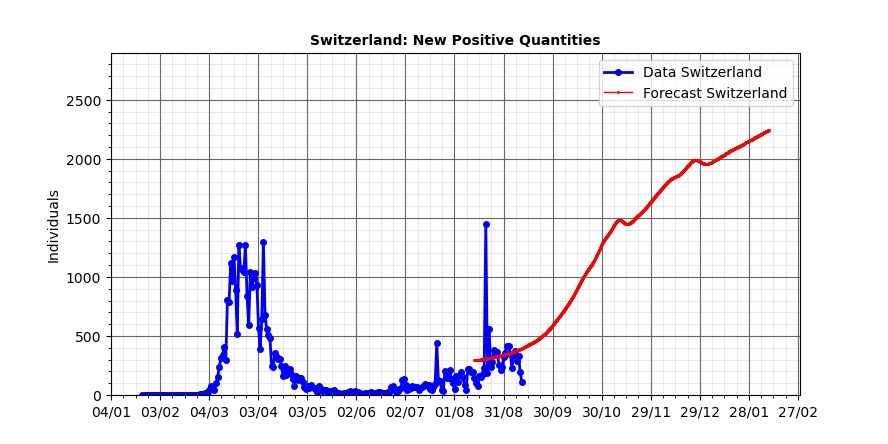 Switzerland: New Positive Quantities
Data Switzerland
Forecast Switzerland
Individuals
2500
2000
1500
1000
500
0
04/01 03/02 04/03 03/04 03/05 02/06 02/07 01/08 31/08 30/09 30/10 29/11 29/12 28/01 27/02